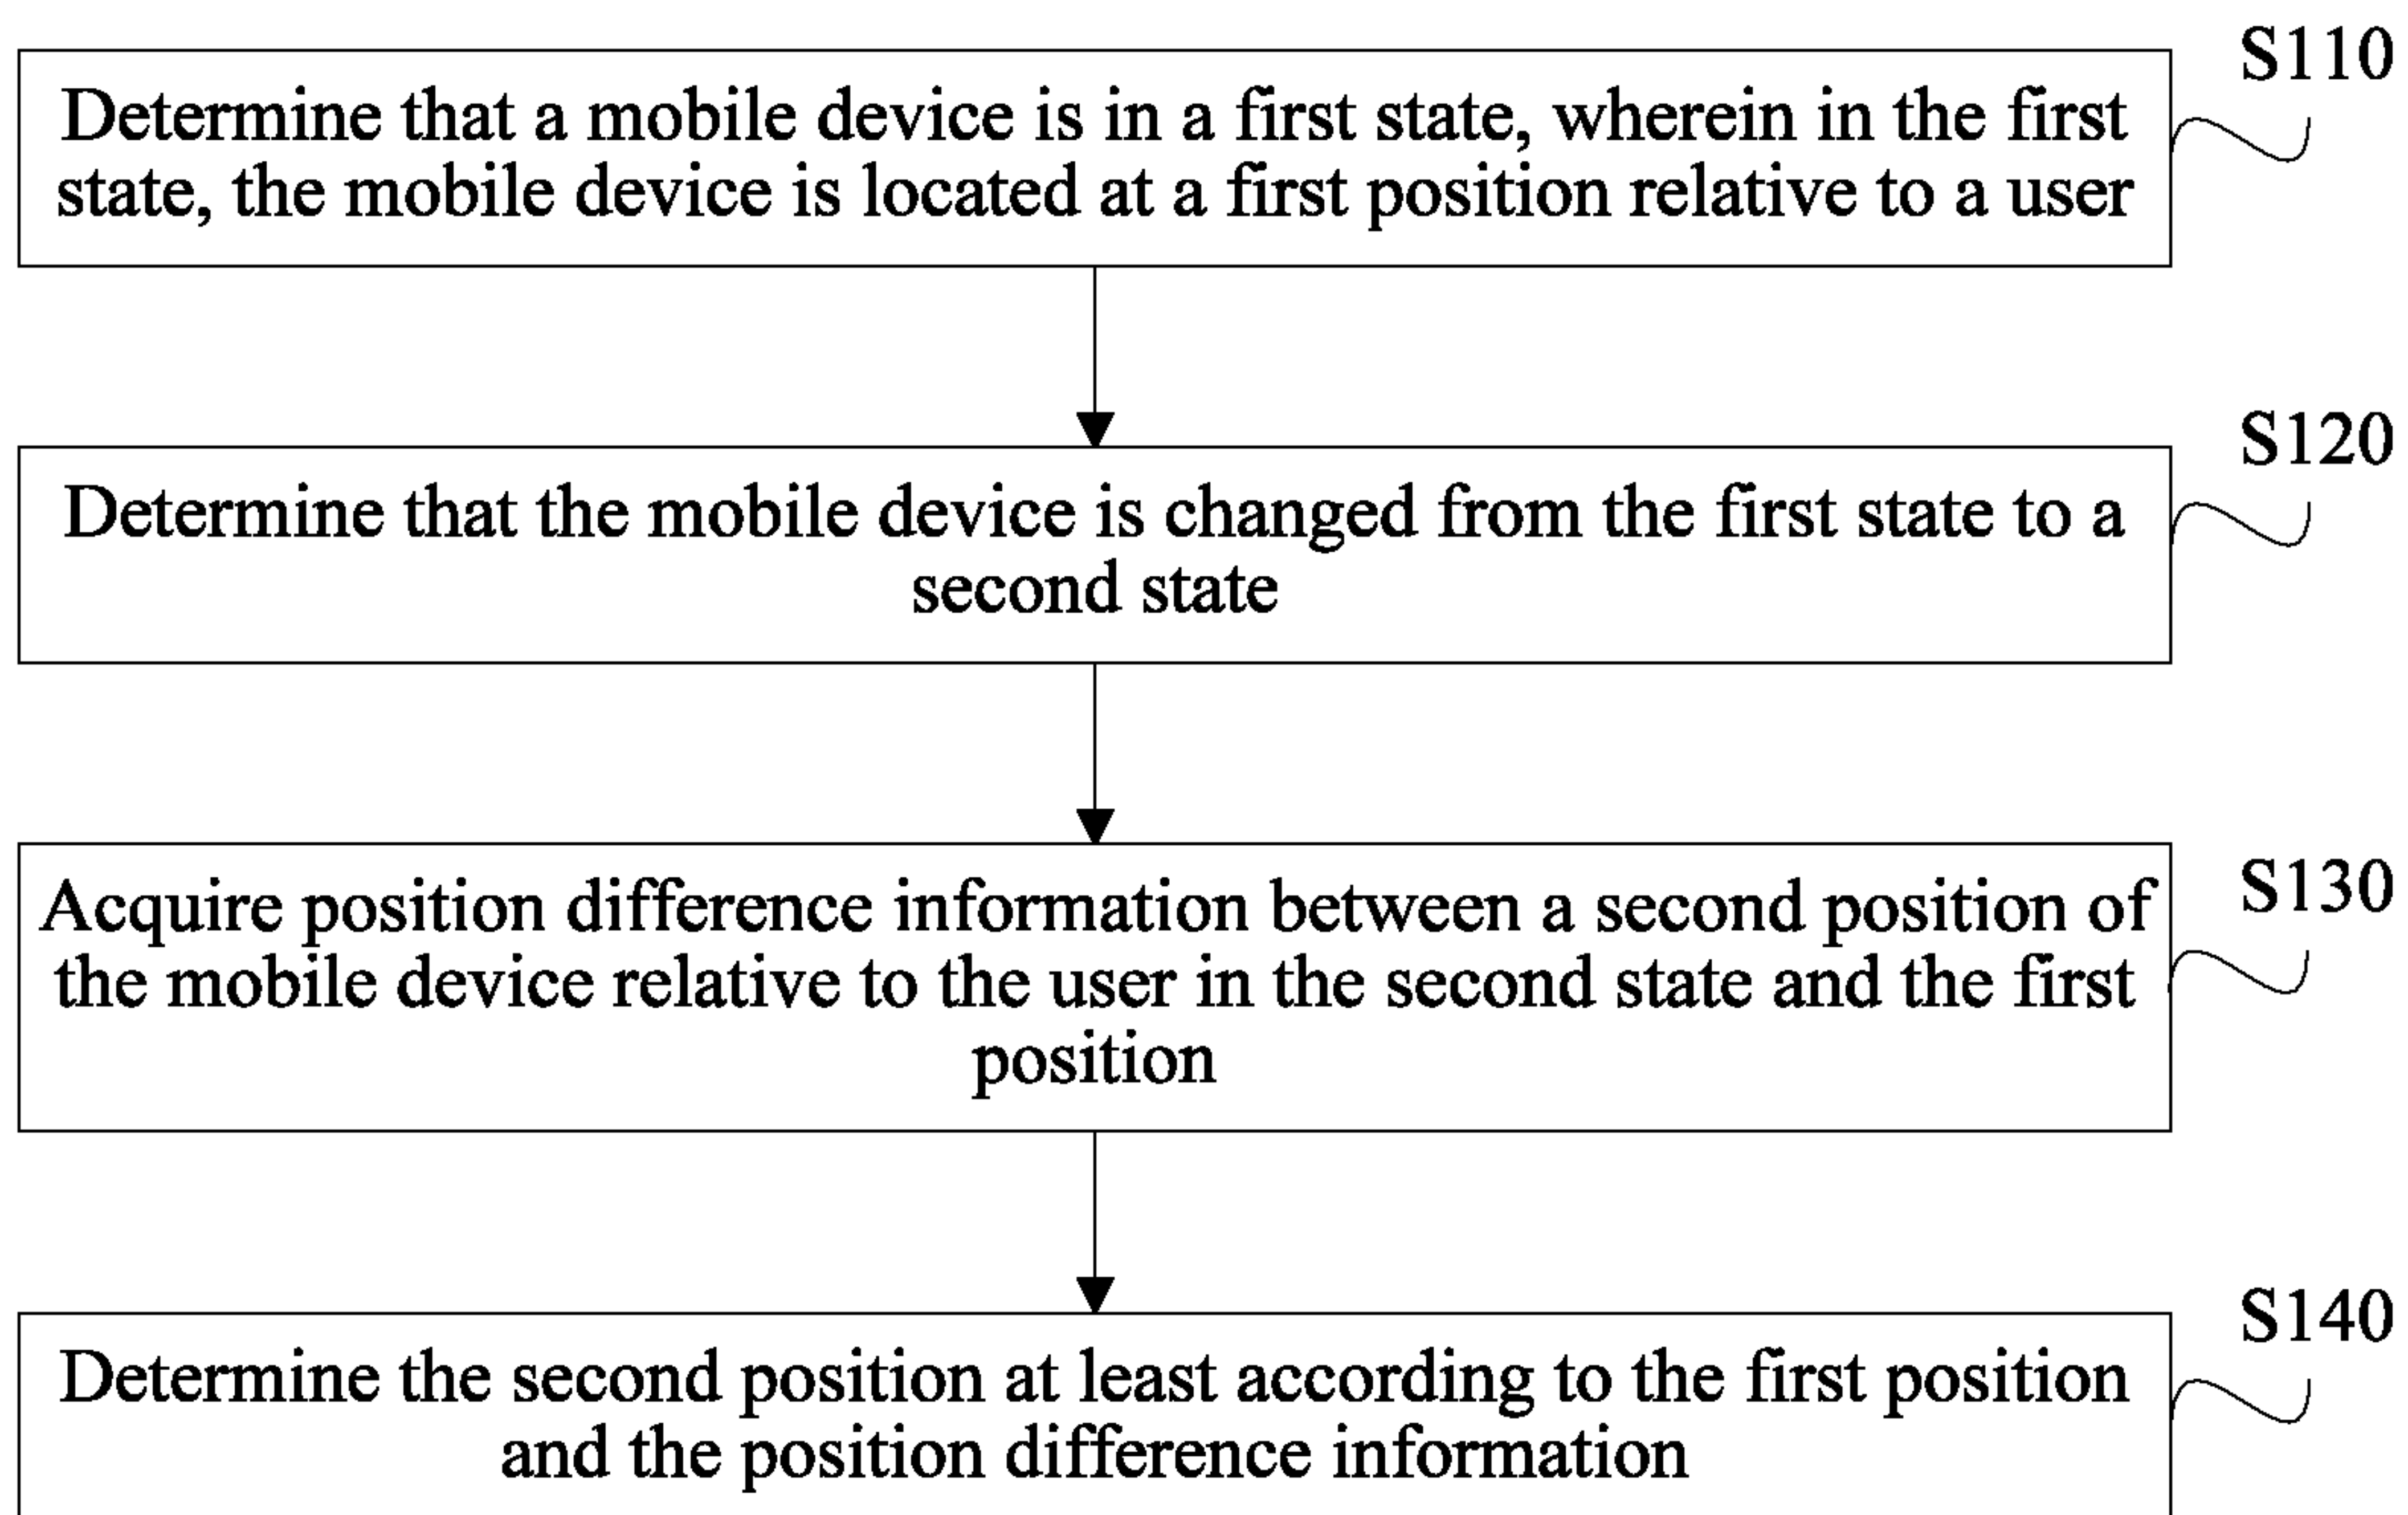 S110
Determine that a mobile device is in a first state, wherein in the first
state, the mobile device is located at a first position relative to a user
S120
Determine that the mobile device is changed from the first state to a
second state
S130
Acquire position difference information between a second position of
the mobile device relative to the user in the second state and the first
position
S140
Determine the second position at least according to the first position
and the position difference information